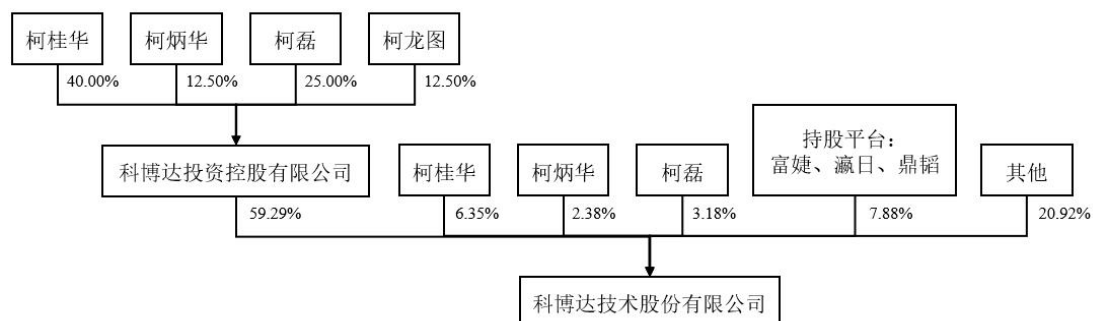 柯桂华
柯炳华
柯磊
柯龙图
40.00%
12.50%
25.00%
12.50%
科博达投资控股有限公司
柯桂华
柯炳华
柯磊
持股平台：
富婕、瀛日、鼎韬
其他
59.29%
6.35%
2.38%
3.18%
7.88%
20.92%
科博达技术股份有限公司